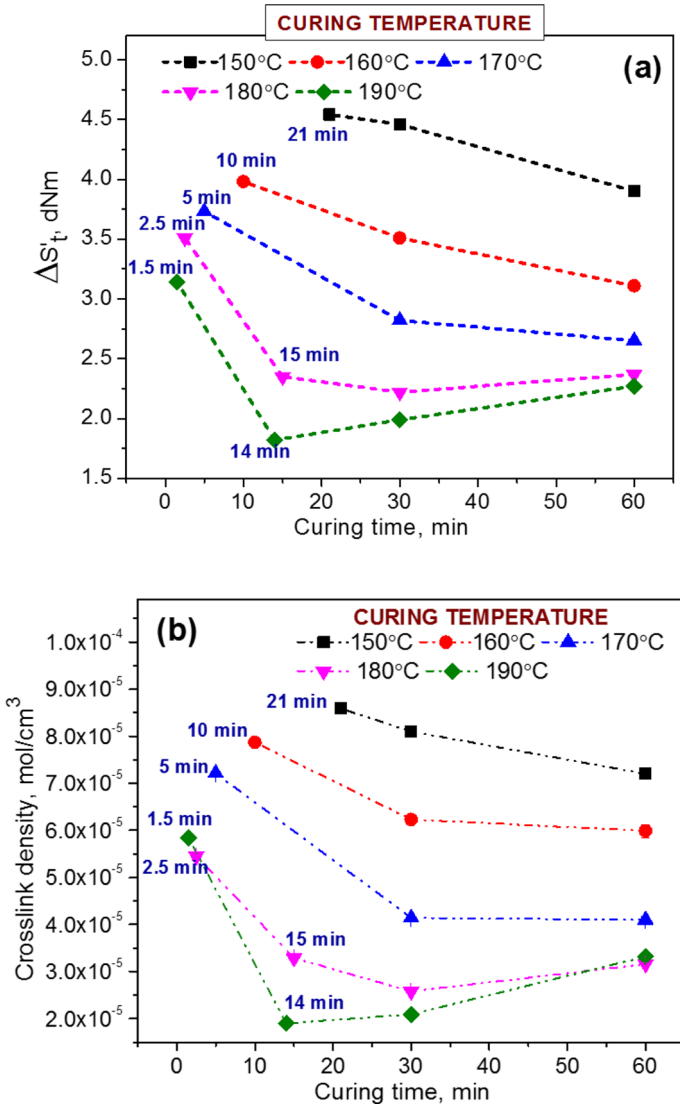 CURING TEMPERATURE
150°C 160°C 170°C
180°C 190°C
(a)
5.0
4.5
4.0
3.5
3.0
2.5
2.0
1.5
ΔS't, dNm
21 min
10 min
5 min
2.5 min
1.5 min
15 min
14 min
0 10 20 30 40 50 60
Curing time, min
(b)
CURING TEMPERATURE
150°C 160°C 170°C
180°C 190°C
1.0x10-4
9.0x10-5
8.0x10-5
7.0x10-5
6.0x10-5
5.0x10-5
4.0x10-5
3.0x10-5
2.0x10-5
Crosslink density, mol/cm3
21 min
10 min
5 min
1.5 min
2.5 min
15 min
14 min
0 10 20 30 40 50 60
Curing time, min